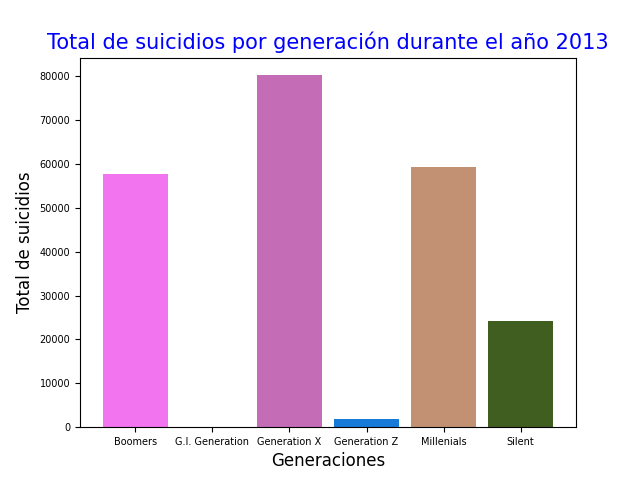 Total de suicidios por generación durante el año 2013
Total de suicidios
80000
70000
60000
50000
40000
30000
20000
10000
0
Boomers G.I. Generation Generation X Generation Z Millenials Silent
Generaciones